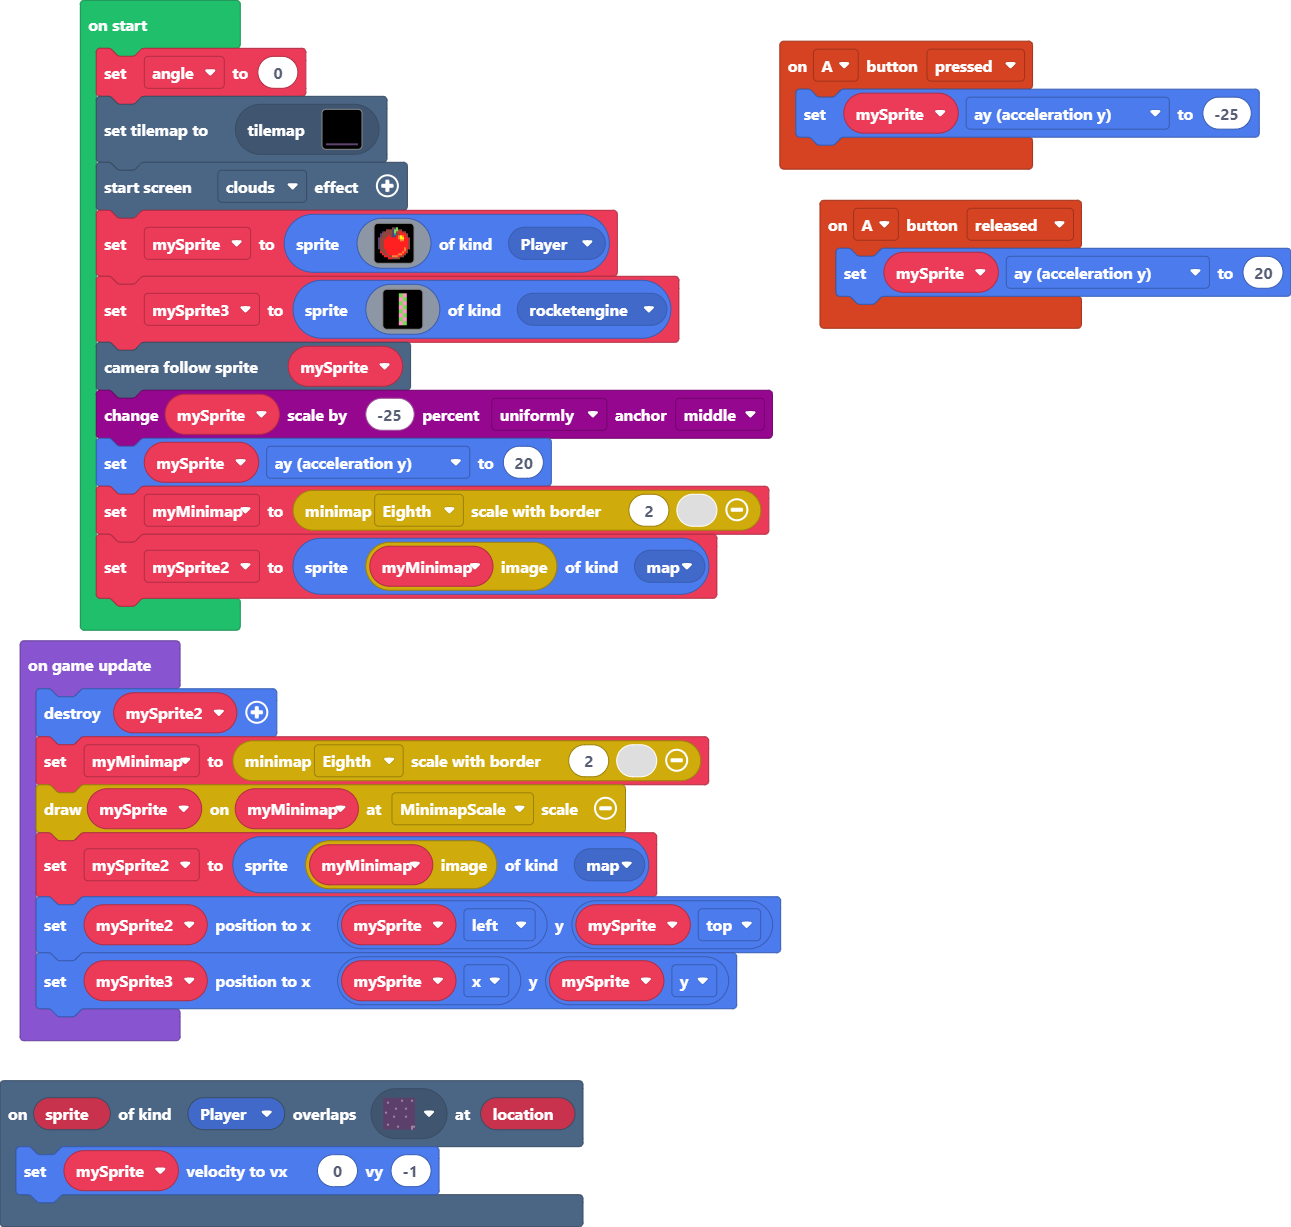 on start
set angle to 0
set tilemap to tilemap
start screen clouds effect
set mySprite to sprite of kind Player
set mySprite3 to sprite of kind rocketengine
camera follow sprite mySprite
change mySprite scale by -25 percent uniformly anchor middle
set mySprite ay (acceleration y) to 20
set myMinimap to minimap Eighth scale with border 2
set mySprite2 to sprite myMinimap image of kind map
on A button pressed
set mySprite ay (acceleration y) to -25
on A button released
set mySprite ay (acceleration y) to 20
on game update
destroy mySprite2
set myMinimap to minimap Eighth scale with border 2
draw mySprite on myMinimap at MinimapScale scale
set mySprite2 to sprite myMinimap image of kind map
set mySprite2 position to x mySprite left y mySprite top
set mySprite3 position to x mySprite x y mySprite y
on sprite of kind Player overlaps at location
set mySprite velocity to vx 0 vy -1